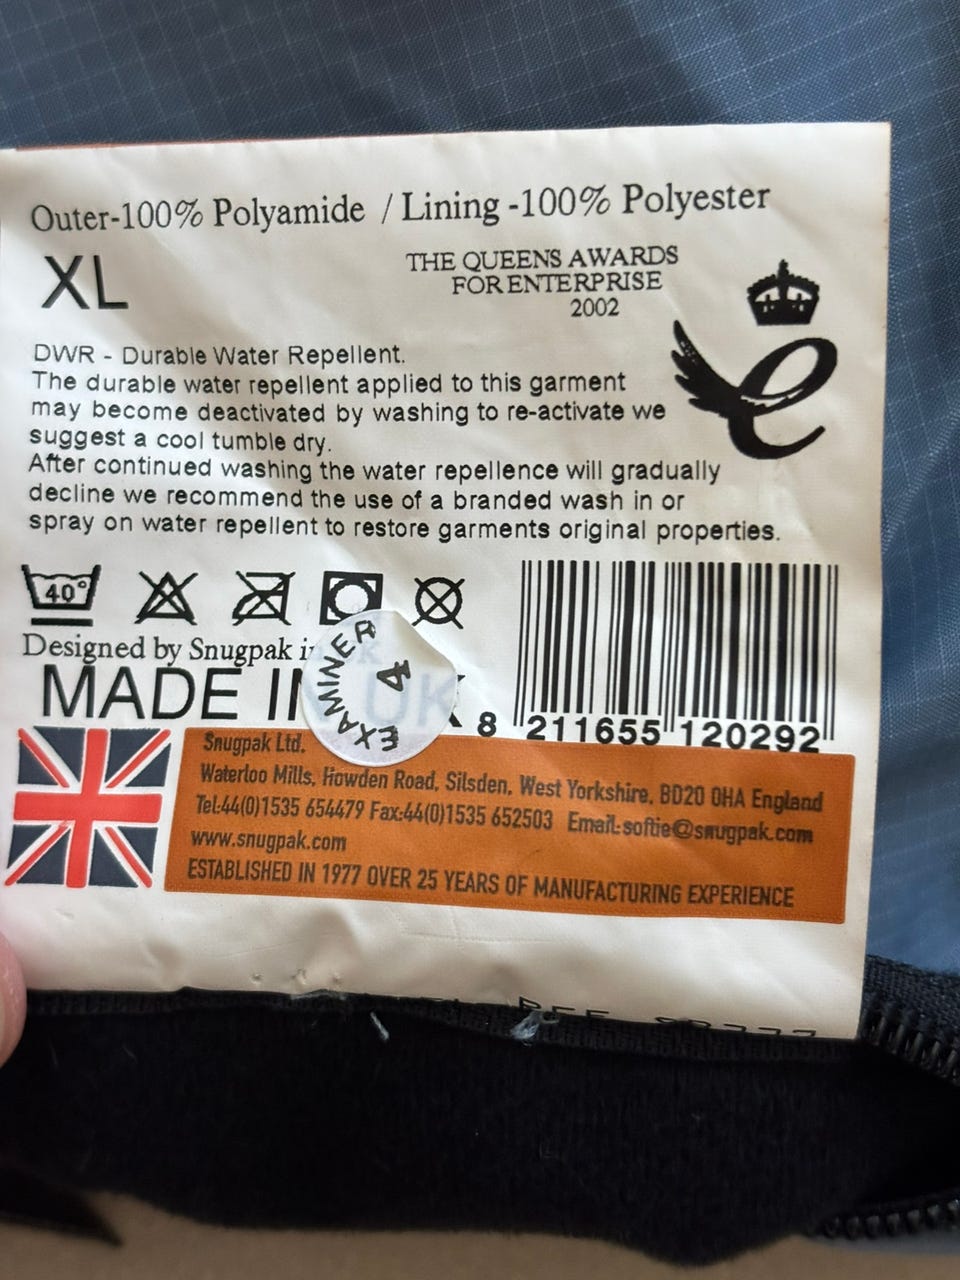 Outer-100% Polyamide / Lining -100% Polyester
XL
THE QUEENS AWARDS
FOR ENTERPRISE
2002
e
DWR - Durable Water Repellent.
The durable water repellent applied to this garment
may become deactivated by washing to re-activate we
suggest a cool tumble dry.
After continued washing the water repellence will gradually
decline we recommend the use of a branded wash in or
spray on water repellent to restore garments original properties.
40°
Designed by Snugpak
MADE IN UK
EXAMINER
4
8 211655 120292
Snugpak Ltd.
Waterloo Mills, Howden Road, Silsden, West Yorkshire, BD20 0HA England
Tel:44(0)1535 654479 Fax:44(0)1535 652503 Email:softie@snugpak.com
www.snugpak.com
ESTABLISHED IN 1977 OVER 25 YEARS OF MANUFACTURING EXPERIENCE